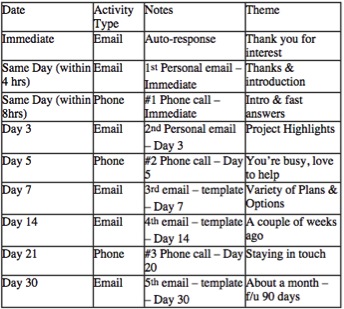 Date Activity Type Notes Theme
Immediate Email Auto-response Thank you for interest
Same Day (within 4 hrs) Email 1st Personal email – Immediate Thanks & introduction
Same Day (within 8hrs) Phone #1 Phone call – Immediate Intro & fast answers
Day 3 Email 2nd Personal email – Day 3 Project Highlights
Day 5 Phone #2 Phone call – Day 5 You're busy, love to help
Day 7 Email 3rd email – template – Day 7 Variety of Plans & Options
Day 14 Email 4th email – template – Day 14 A couple of weeks ago
Day 21 Phone #3 Phone call – Day 20 Staying in touch
Day 30 Email 5th email – template – Day 30 About a month – f/u 90 days